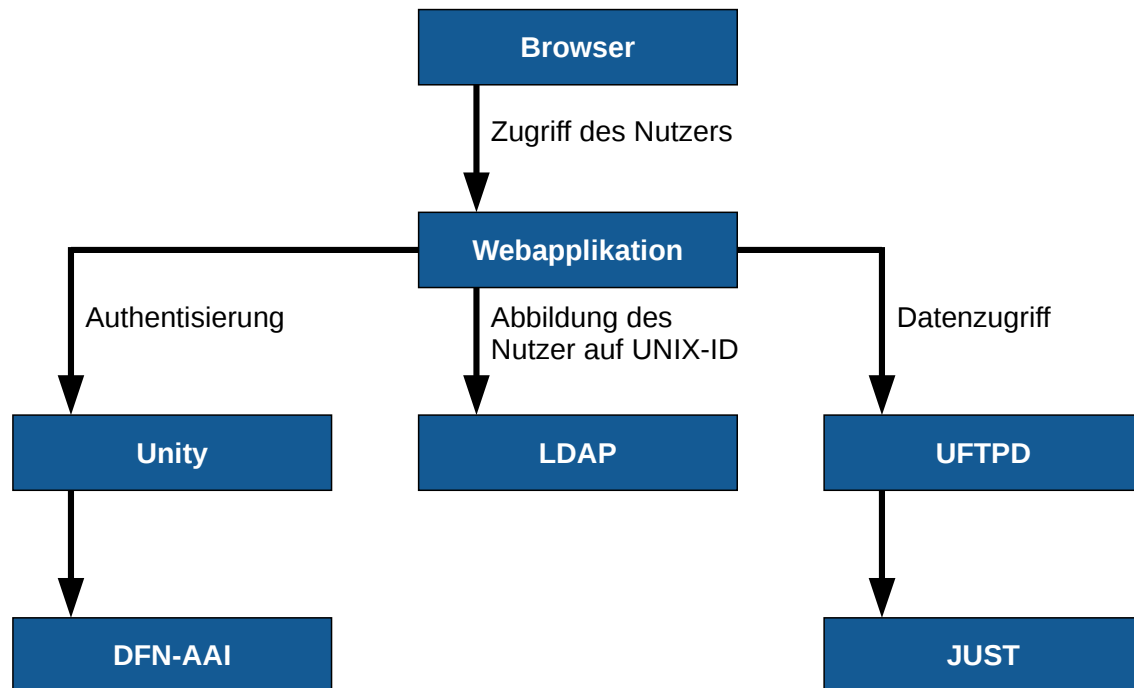 Browser
Zugriff des Nutzers
Webapplikation
Authentisierung
Abbildung des
Nutzer auf UNIX-ID
Datenzugriff
Unity
LDAP
UFTPD
DFN-AAI
JUST